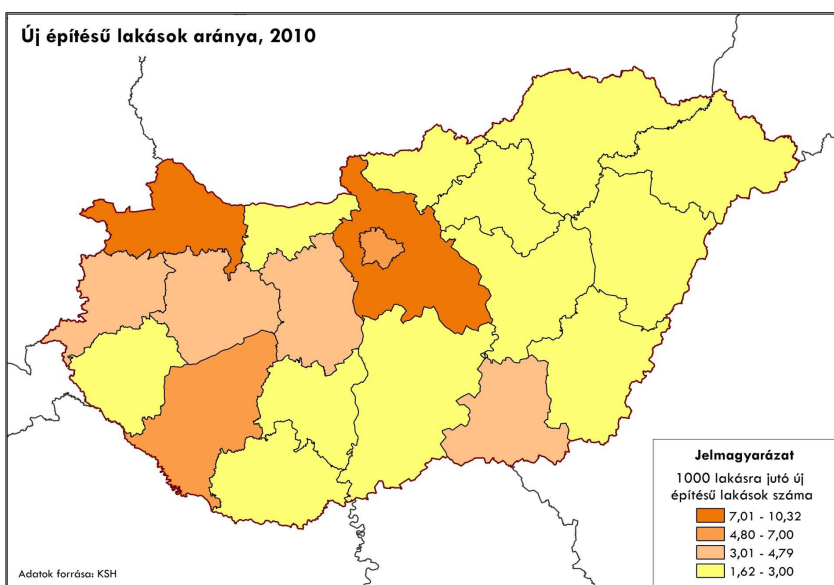 Új építésű lakások aránya, 2010
Jelmagyarázat
1000 lakásra jutó új
építésű lakások száma
7,01 - 10,32
4,80 - 7,00
3,01 - 4,79
1,62 - 3,00
Adatok forrása: KSH